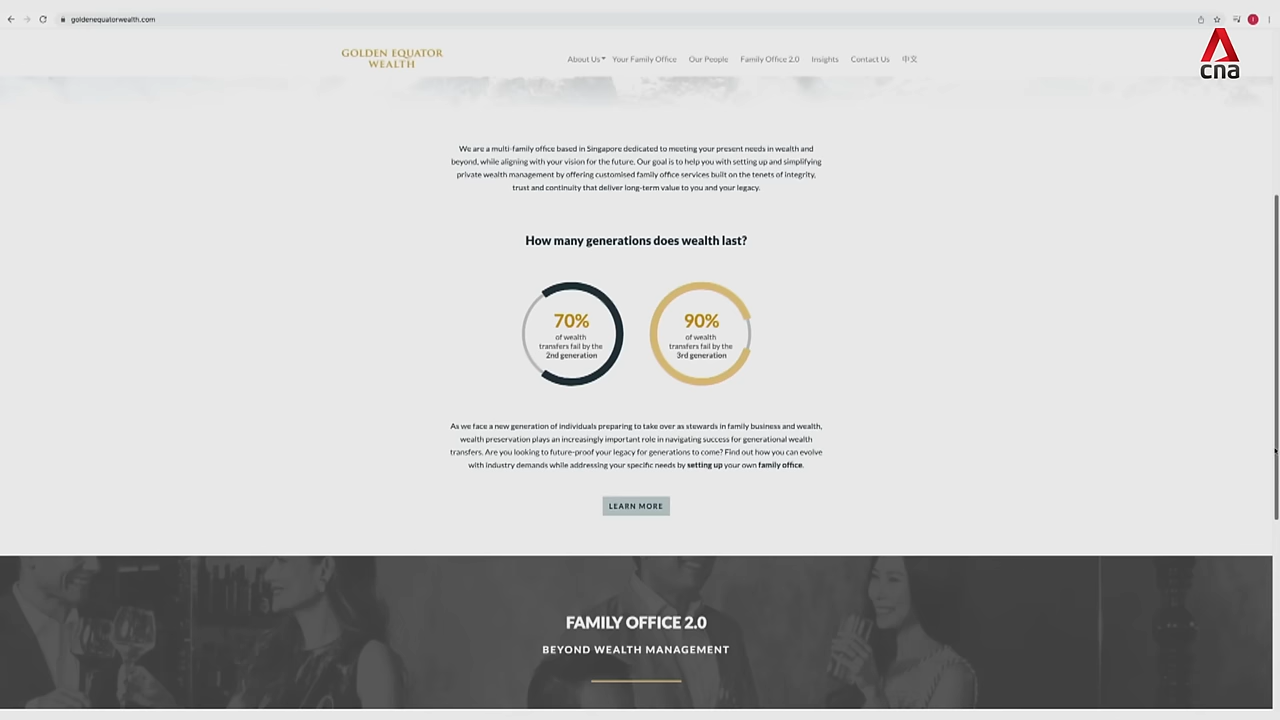 goldenequatorwealth.com
cna
GOLDEN EQUATOR
WEALTH
About Us Your Family Office Our People Family Office 2.0 Insights Contact Us 中文
We are a multi-family office based in Singapore dedicated to meeting your present needs in wealth and
beyond, while aligning with your vision for the future. Our goal is to help you with setting up and simplifying
private wealth management by offering customised family office services built on the tenets of integrity,
trust and continuity that deliver long-term value to you and your legacy.
How many generations does wealth last?
70%
of wealth
transfers fail by the
2nd generation
90%
of wealth
transfers fail by the
3rd generation
As we face a new generation of individuals preparing to take over as stewards in family business and wealth,
wealth preservation plays an increasingly important role in navigating success for generational wealth
transfers. Are you looking to future-proof your legacy for generations to come? Find out how you can evolve
with industry demands while addressing your specific needs by setting up your own family office.
LEARN MORE
FAMILY OFFICE 2.0
BEYOND WEALTH MANAGEMENT